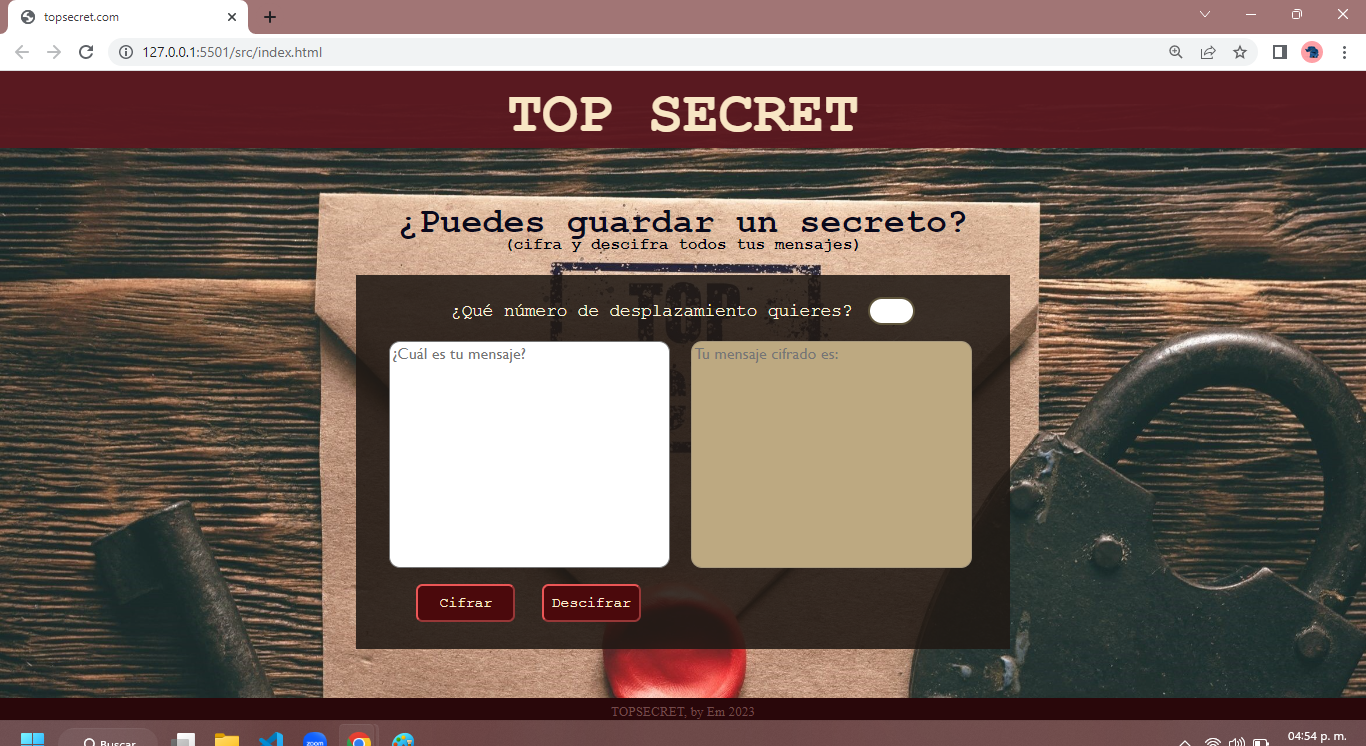 topsecret.com
127.0.0.1:5501/src/index.html
TOP SECRET
¿Puedes guardar un secreto?
(cifra y descifra todos tus mensajes)
TOP
¿Qué número de desplazamiento quieres?
¿Cuál es tu mensaje?
Tu mensaje cifrado es:
Cifrar
Descifrar
TOPSECRET, by Em 2023
Buscar
zoom
04:54 p. m.